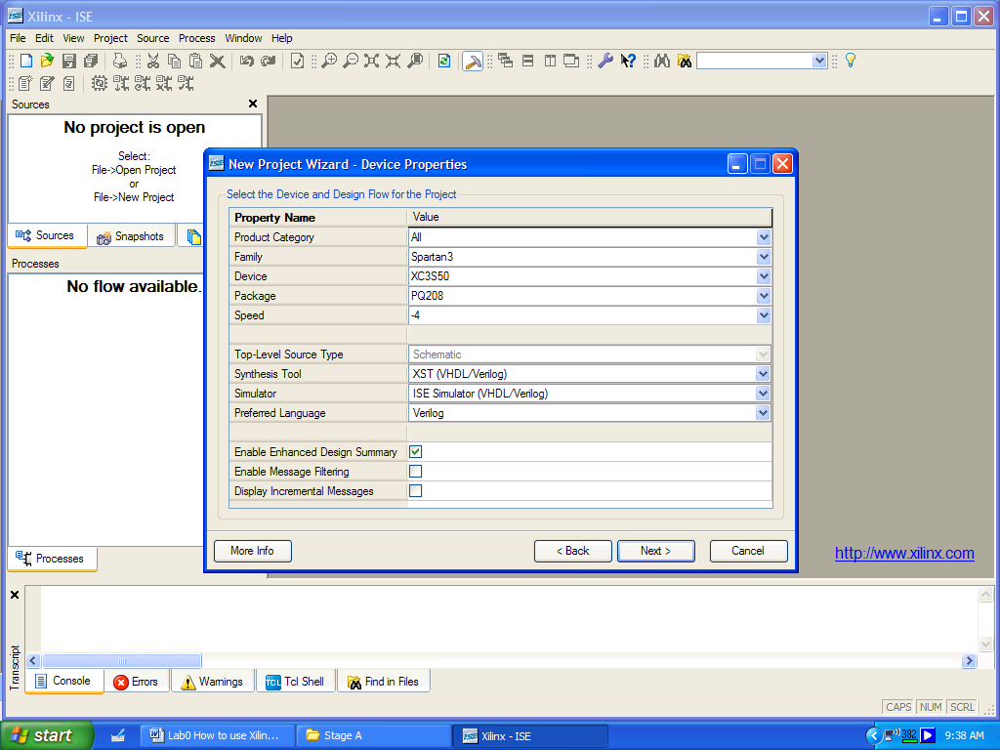 ISE Xilinx - ISE
File Edit View Project Source Process Window Help
Sources
No project is open
Select:
File->Open Project
or
File->New Project
Sources Snapshots
Processes
No flow available.
Processes
ISE New Project Wizard - Device Properties
Select the Device and Design Flow for the Project
Property Name Value
Product Category All
Family Spartan3
Device XC3S50
Package PQ208
Speed -4
Top-Level Source Type Schematic
Synthesis Tool XST (VHDL/Verilog)
Simulator ISE Simulator (VHDL/Verilog)
Preferred Language Verilog
Enable Enhanced Design Summary
Enable Message Filtering
Display Incremental Messages
More Info < Back Next > Cancel
http://www.xilinx.com
Transcript
Console Errors Warnings TCL Tcl Shell Find in Files
CAPS NUM SCRL
start Lab0 How to use Xilin... Stage A ISE Xilinx - ISE 382 9:38 AM